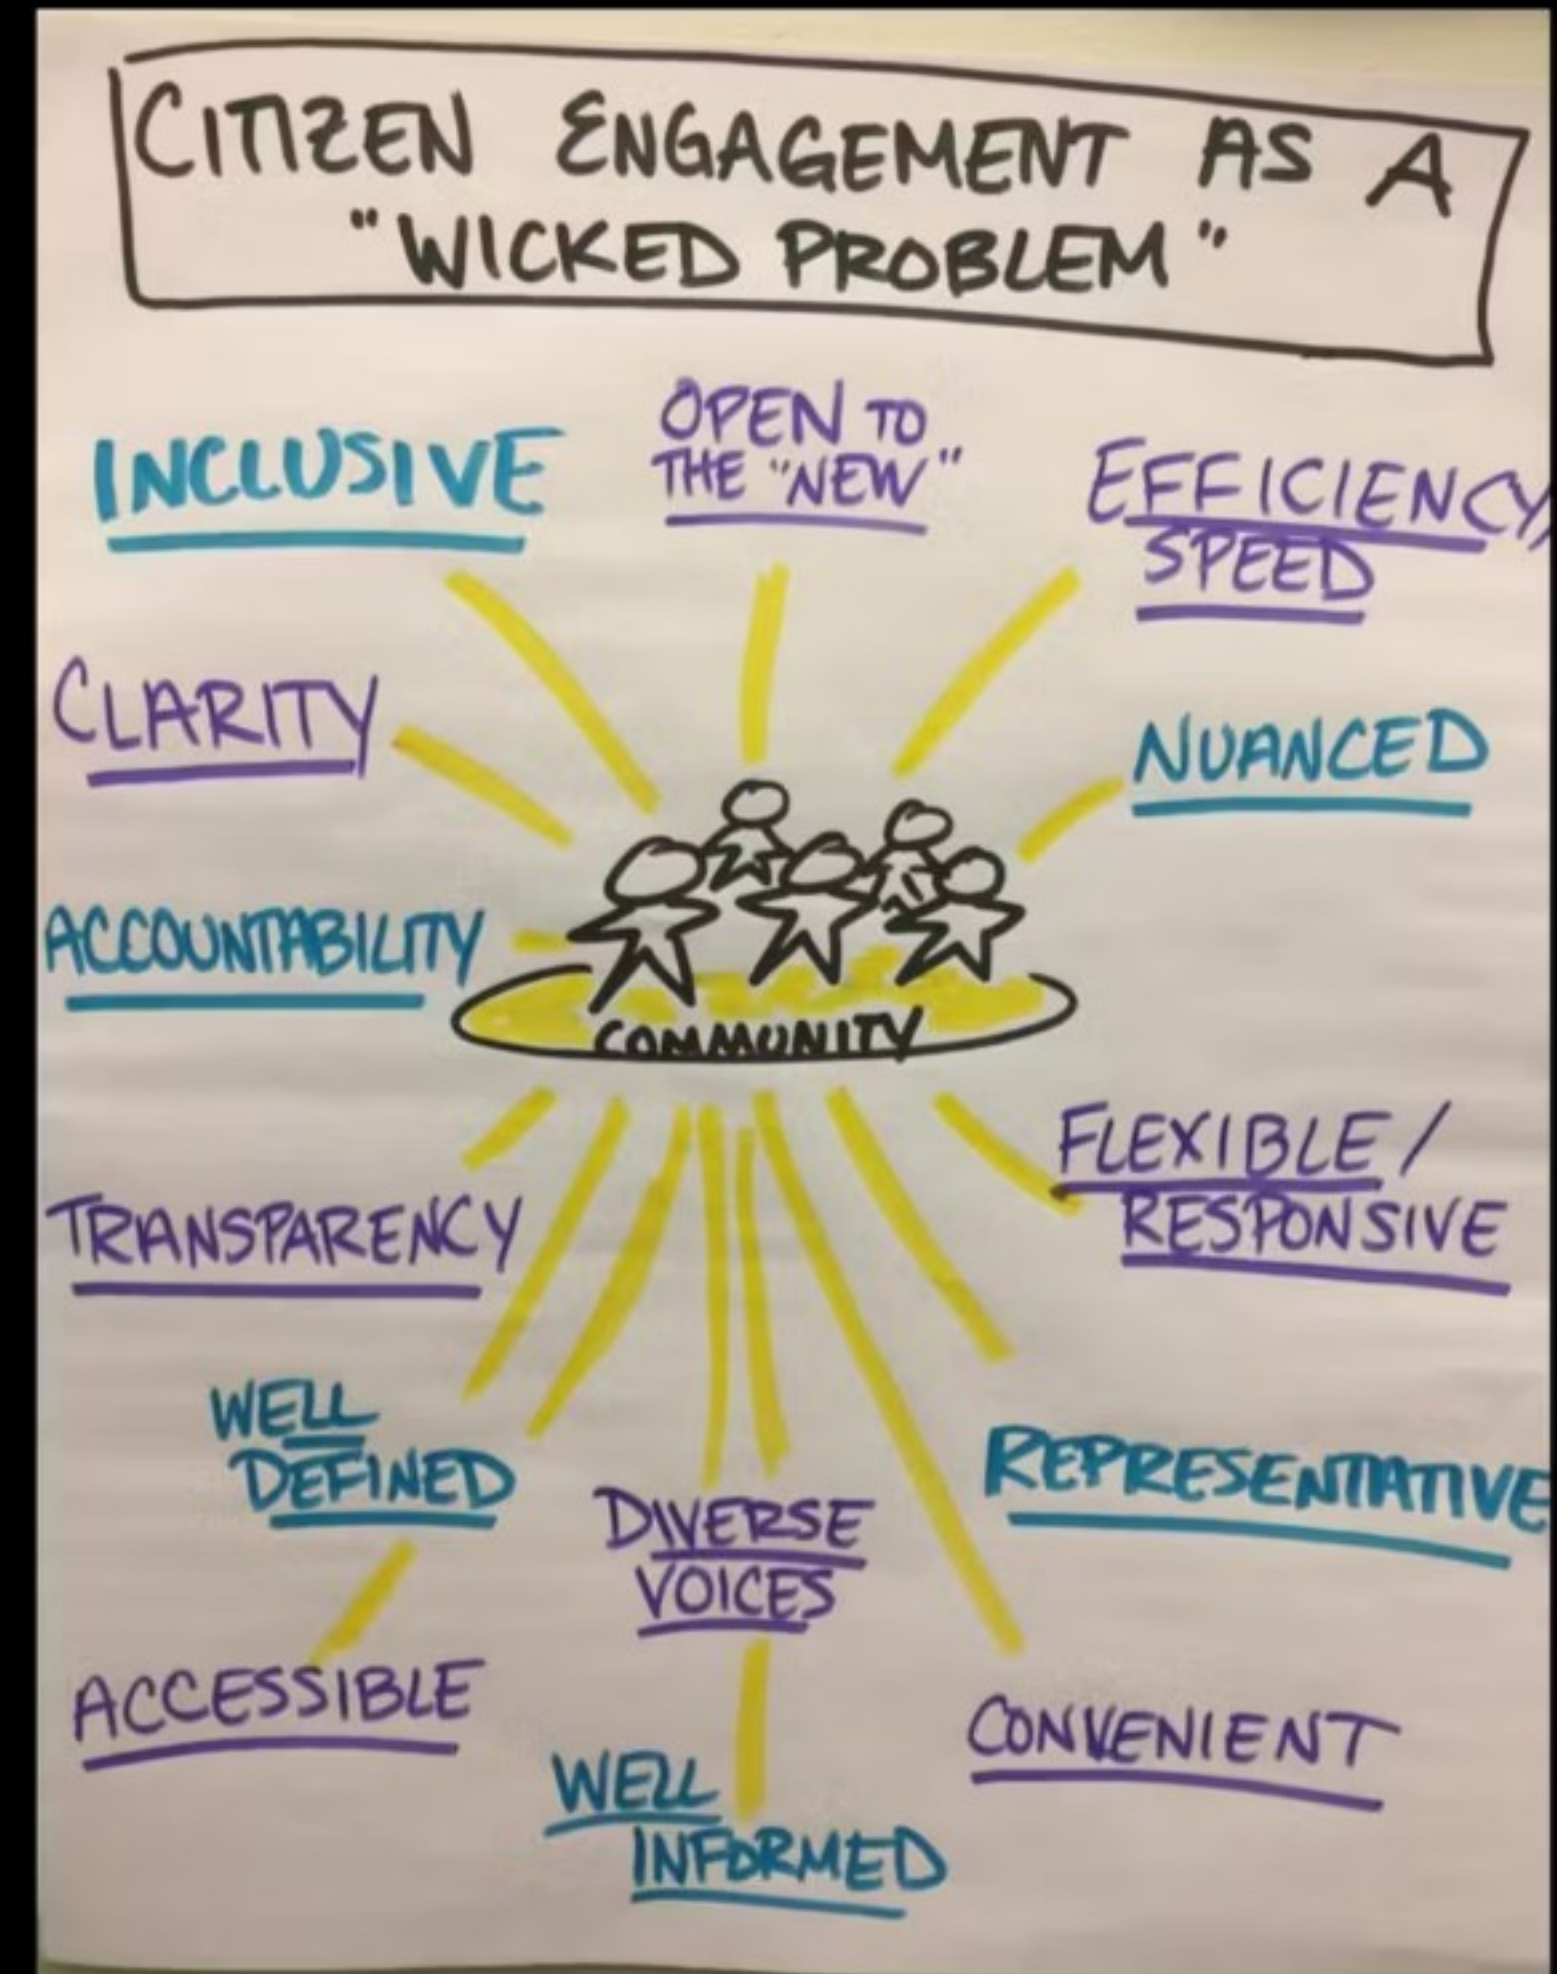 CITIZEN ENGAGEMENT AS A
"WICKED PROBLEM"
INCLUSIVE
OPEN TO
THE "NEW"
EFFICIENCY/
SPEED
CLARITY
NUANCED
ACCOUNTABILITY
COMMUNITY
TRANSPARENCY
FLEXIBLE/
RESPONSIVE
WELL
DEFINED
DIVERSE
VOICES
REPRESENTATIVE
ACCESSIBLE
CONVENIENT
WELL
INFORMED